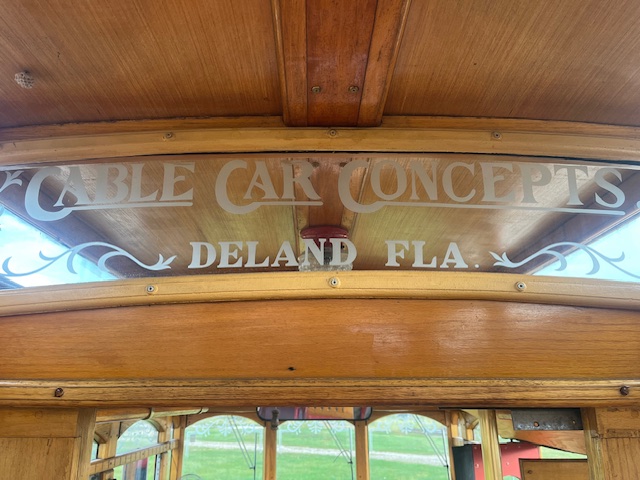 CABLE CAR CONCEPTS
DELAND FLA.